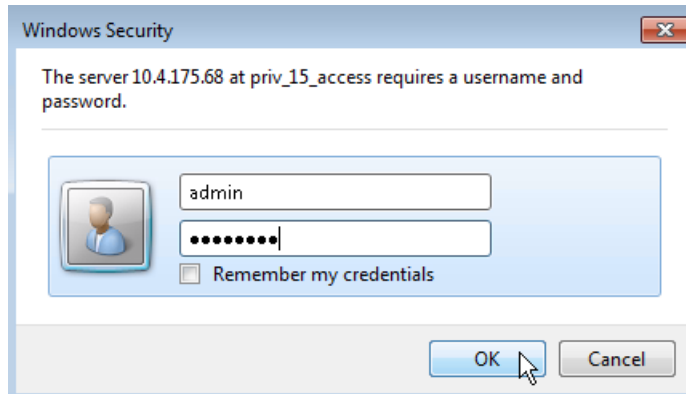 Windows Security
The server 10.4.175.68 at priv_15_access requires a username and
password.
admin
●●●●●●●●
Remember my credentials
OK
Cancel